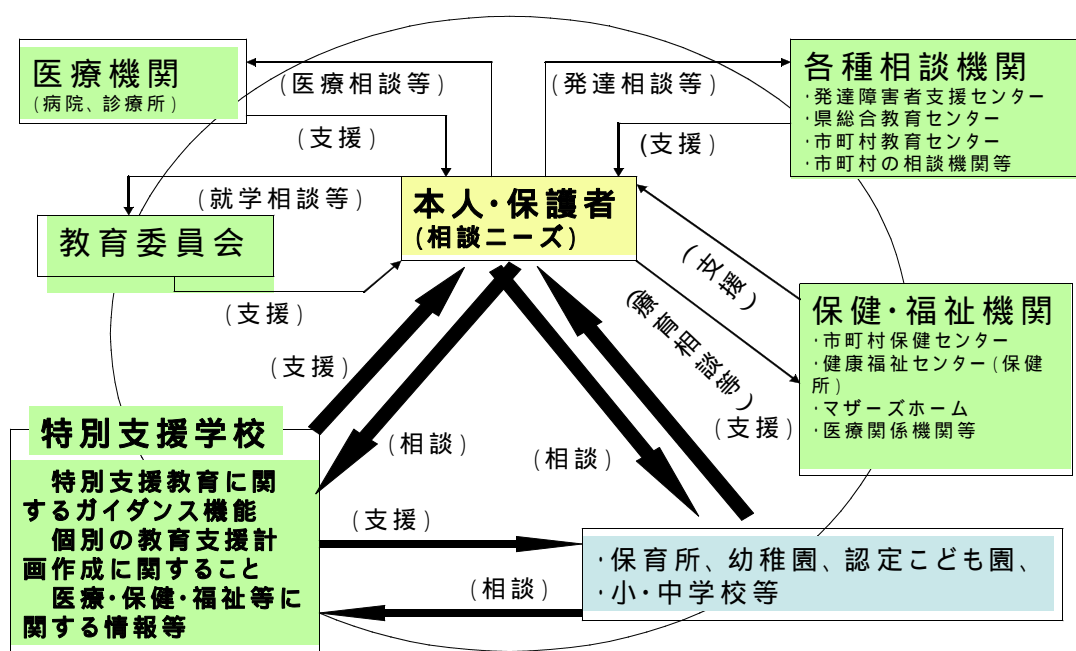 医療機関
(病院、診療所)
(医療相談等)
(発達相談等)
各種相談機関
・発達障害者支援センター
・県総合教育センター
・市町村教育センター
・市町村の相談機関等
(支援)
(支援)
(就学相談等)
本人・保護者
(相談ニーズ)
教育委員会
(支援)
(支援)
(療育相談等)
保健・福祉機関
・市町村保健センター
・健康福祉センター(保健
所)
・マザーズホーム
・医療関係機関等
(支援)
(支援)
特別支援学校
特別支援教育に関
するガイダンス機能
個別の教育支援計
画作成に関すること
医療・保健・福祉等に
関する情報等
(相談)
(相談)
(支援)
(相談)
・保育所、幼稚園、認定こども園、
・小・中学校等